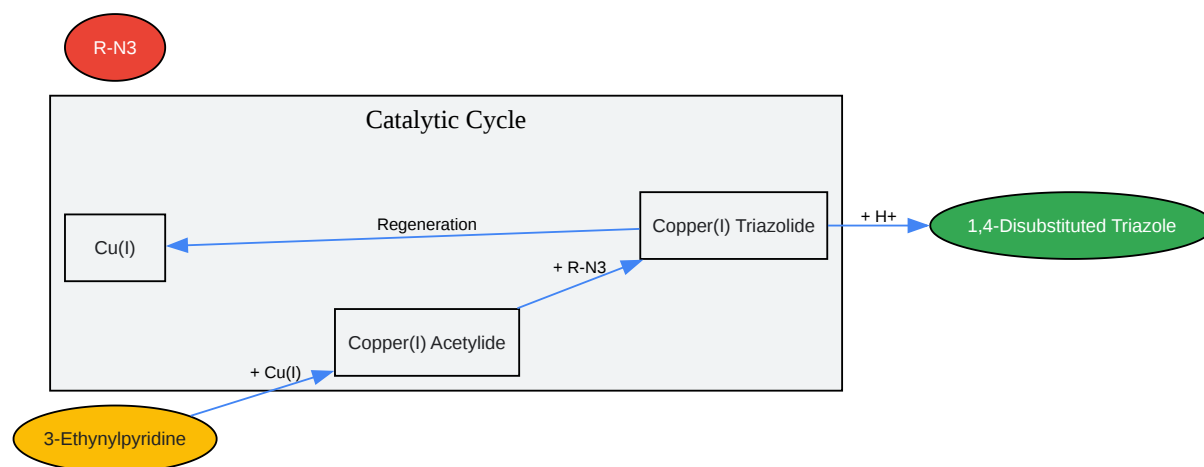 R-N3
Catalytic Cycle
Regeneration
Copper(I) Triazolide
+ H+
1,4-Disubstituted Triazole
Cu(I)
+ R-N3
Copper(I) Acetylide
+ Cu(I)
3-Ethynylpyridine